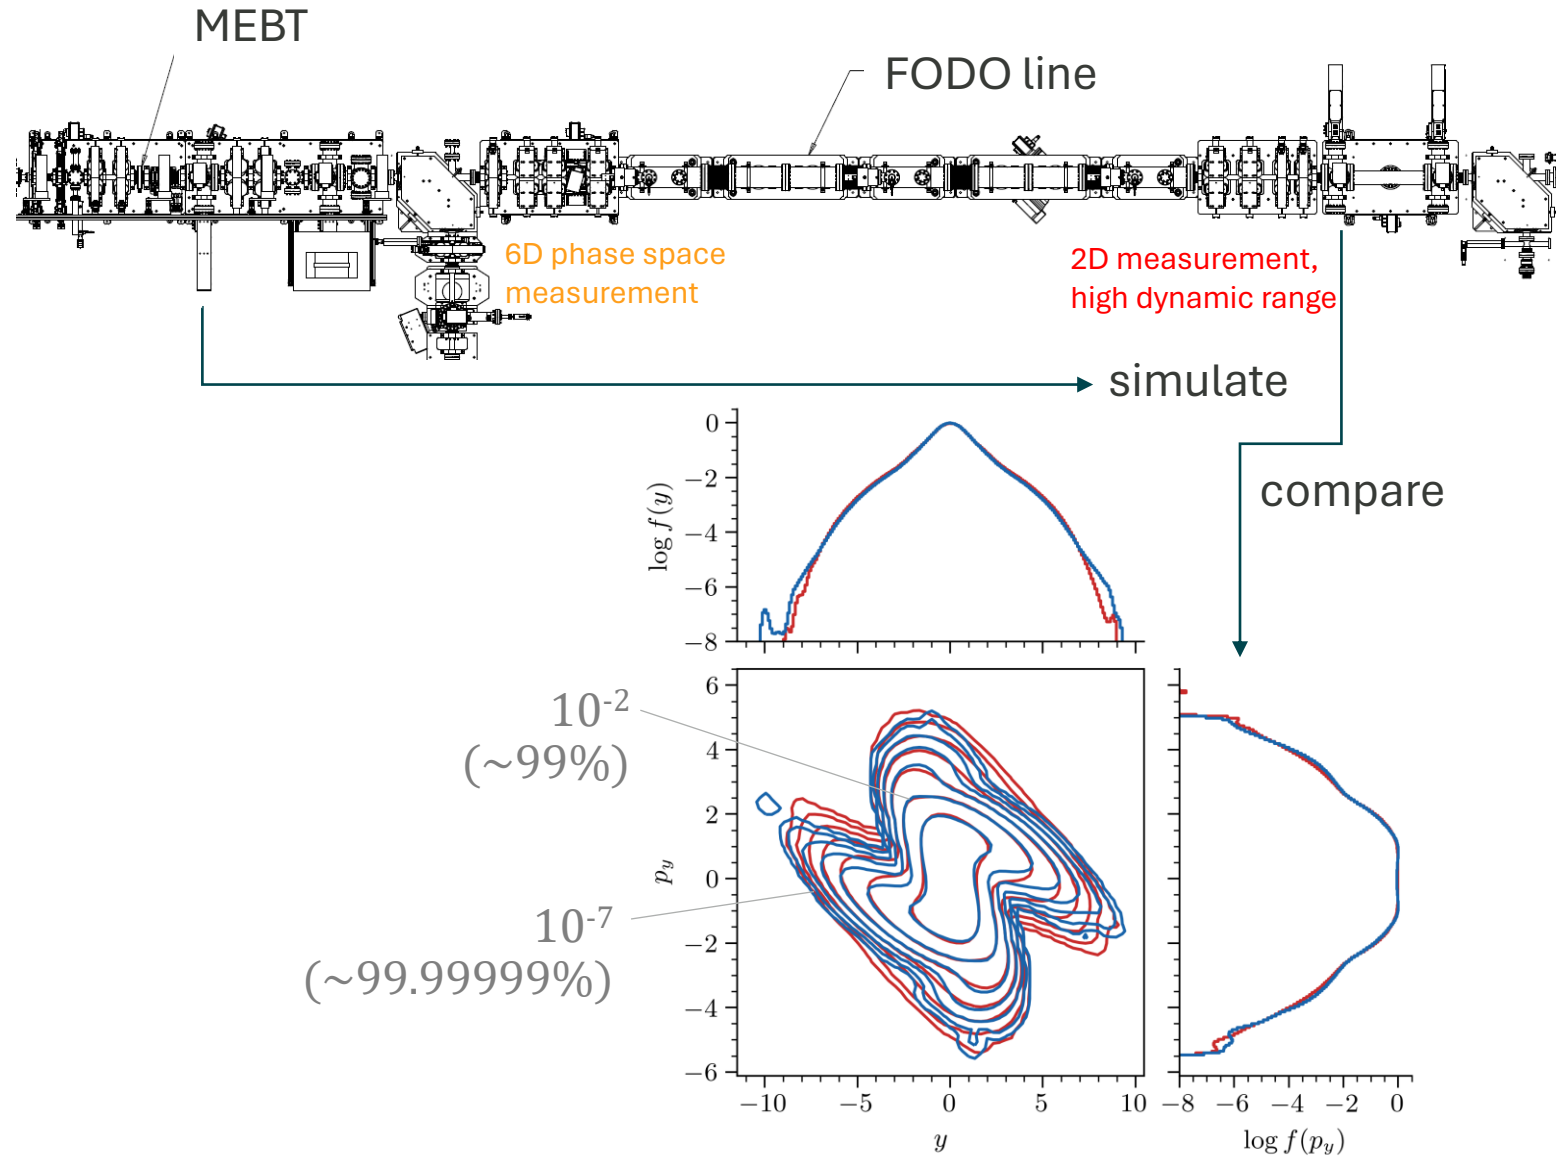 MEBT
FODO line
6D phase space
measurement
2D measurement,
high dynamic range
simulate
compare
0
−2
−4
−6
−8
log f(y)
10^-2
(~99%)
10^-7
(~99.99999%)
6
4
2
0
−2
−4
−6
p_y
−10 −5 0 5 10
y
−8 −6 −4 −2 0
log f(p_y)